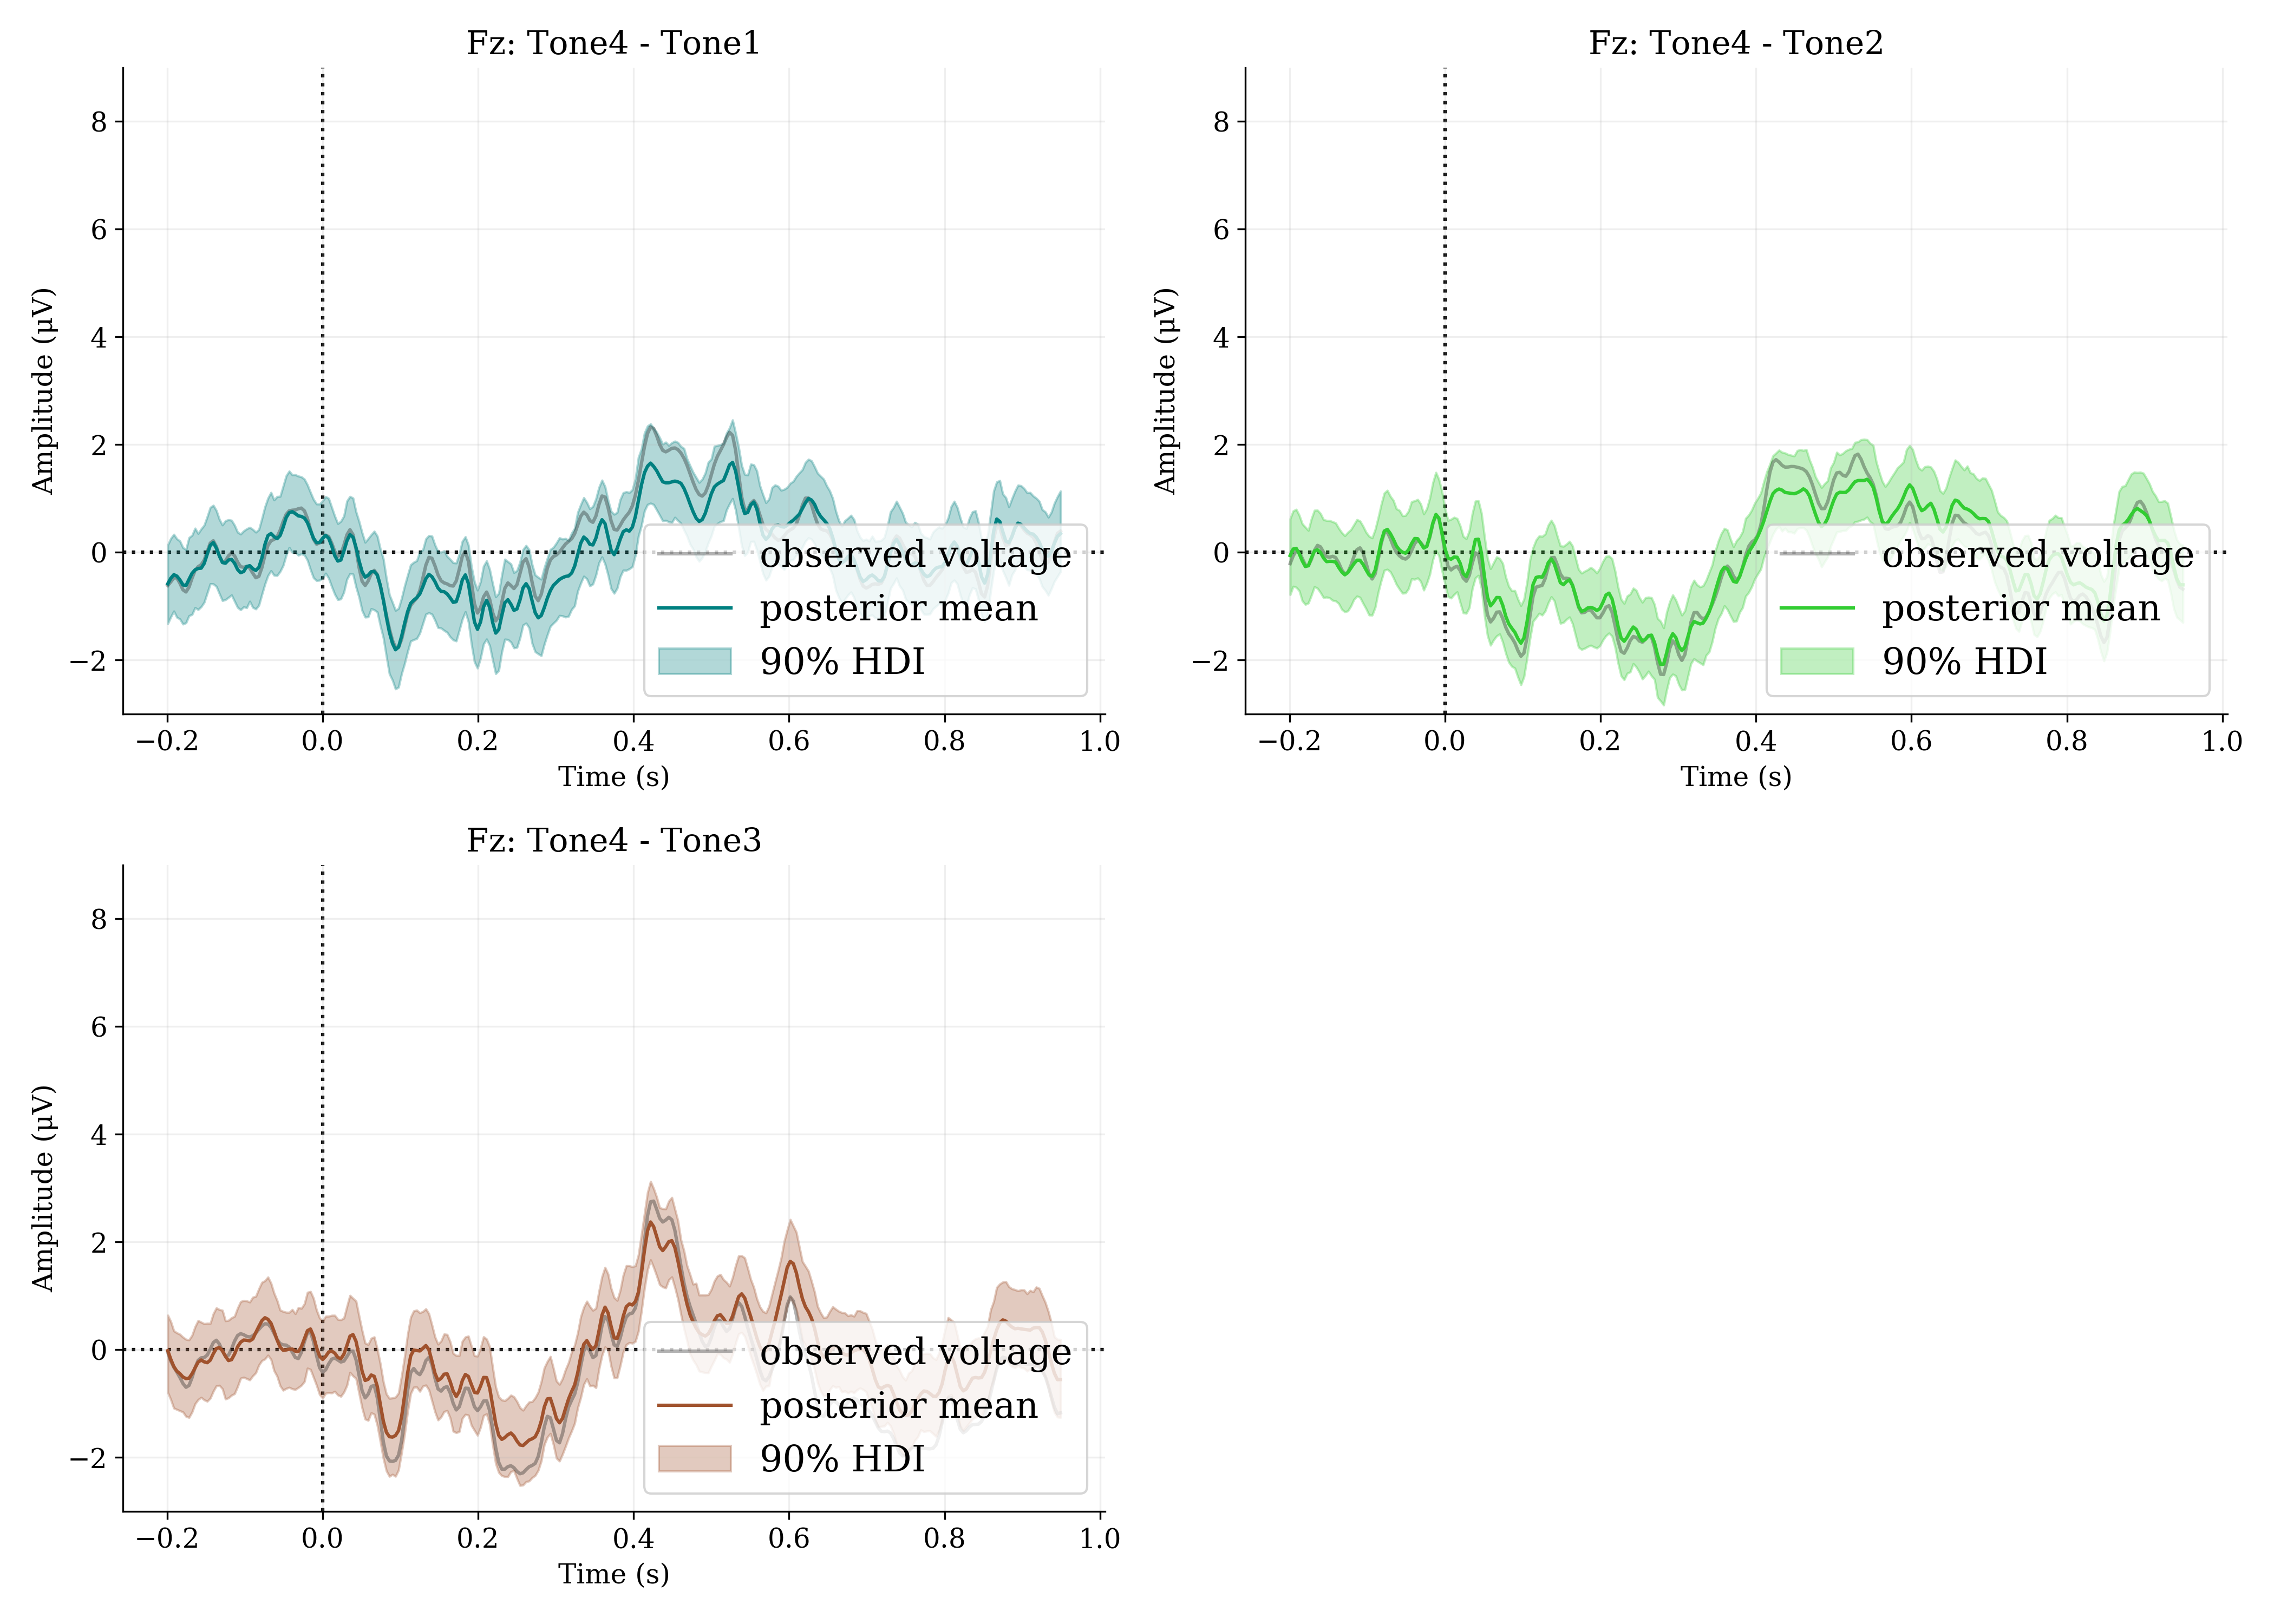 Fz: Tone4 - Tone1
Amplitude (µV)
8
6
4
2
0
−2
observed voltage
posterior mean
90% HDI
−0.2 0.0 0.2 0.4 0.6 0.8 1.0
Time (s)
Fz: Tone4 - Tone2
Amplitude (µV)
8
6
4
2
0
−2
observed voltage
posterior mean
90% HDI
−0.2 0.0 0.2 0.4 0.6 0.8 1.0
Time (s)
Fz: Tone4 - Tone3
Amplitude (µV)
8
6
4
2
0
−2
observed voltage
posterior mean
90% HDI
−0.2 0.0 0.2 0.4 0.6 0.8 1.0
Time (s)